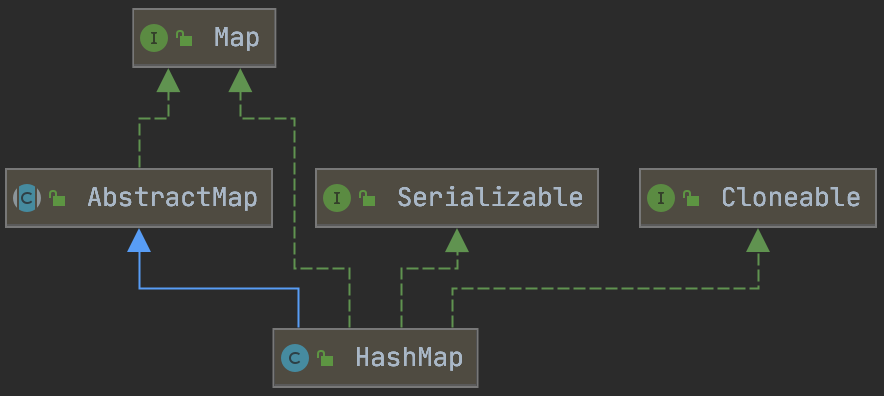 I Map
C AbstractMap
I Serializable
I Cloneable
C HashMap